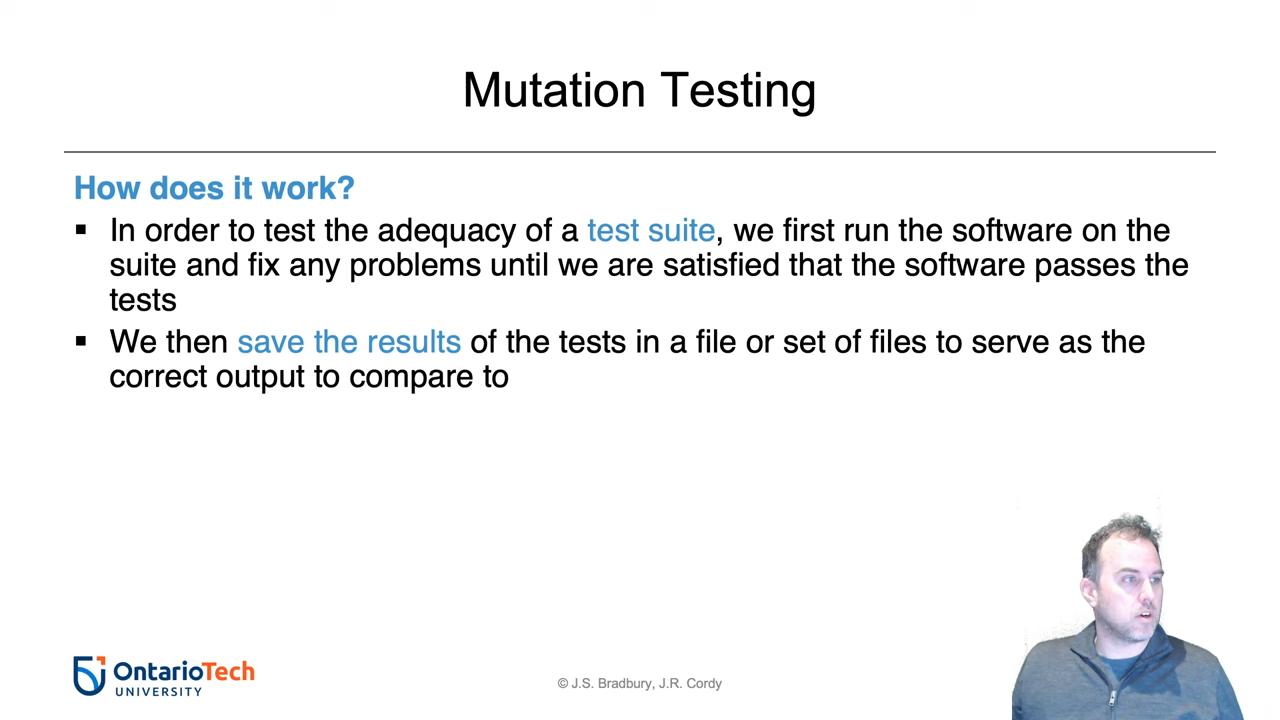 Mutation Testing
How does it work?
▪ In order to test the adequacy of a test suite, we first run the software on the
suite and fix any problems until we are satisfied that the software passes the
tests
▪ We then save the results of the tests in a file or set of files to serve as the
correct output to compare to
OntarioTech
UNIVERSITY
© J.S. Bradbury, J.R. Cordy